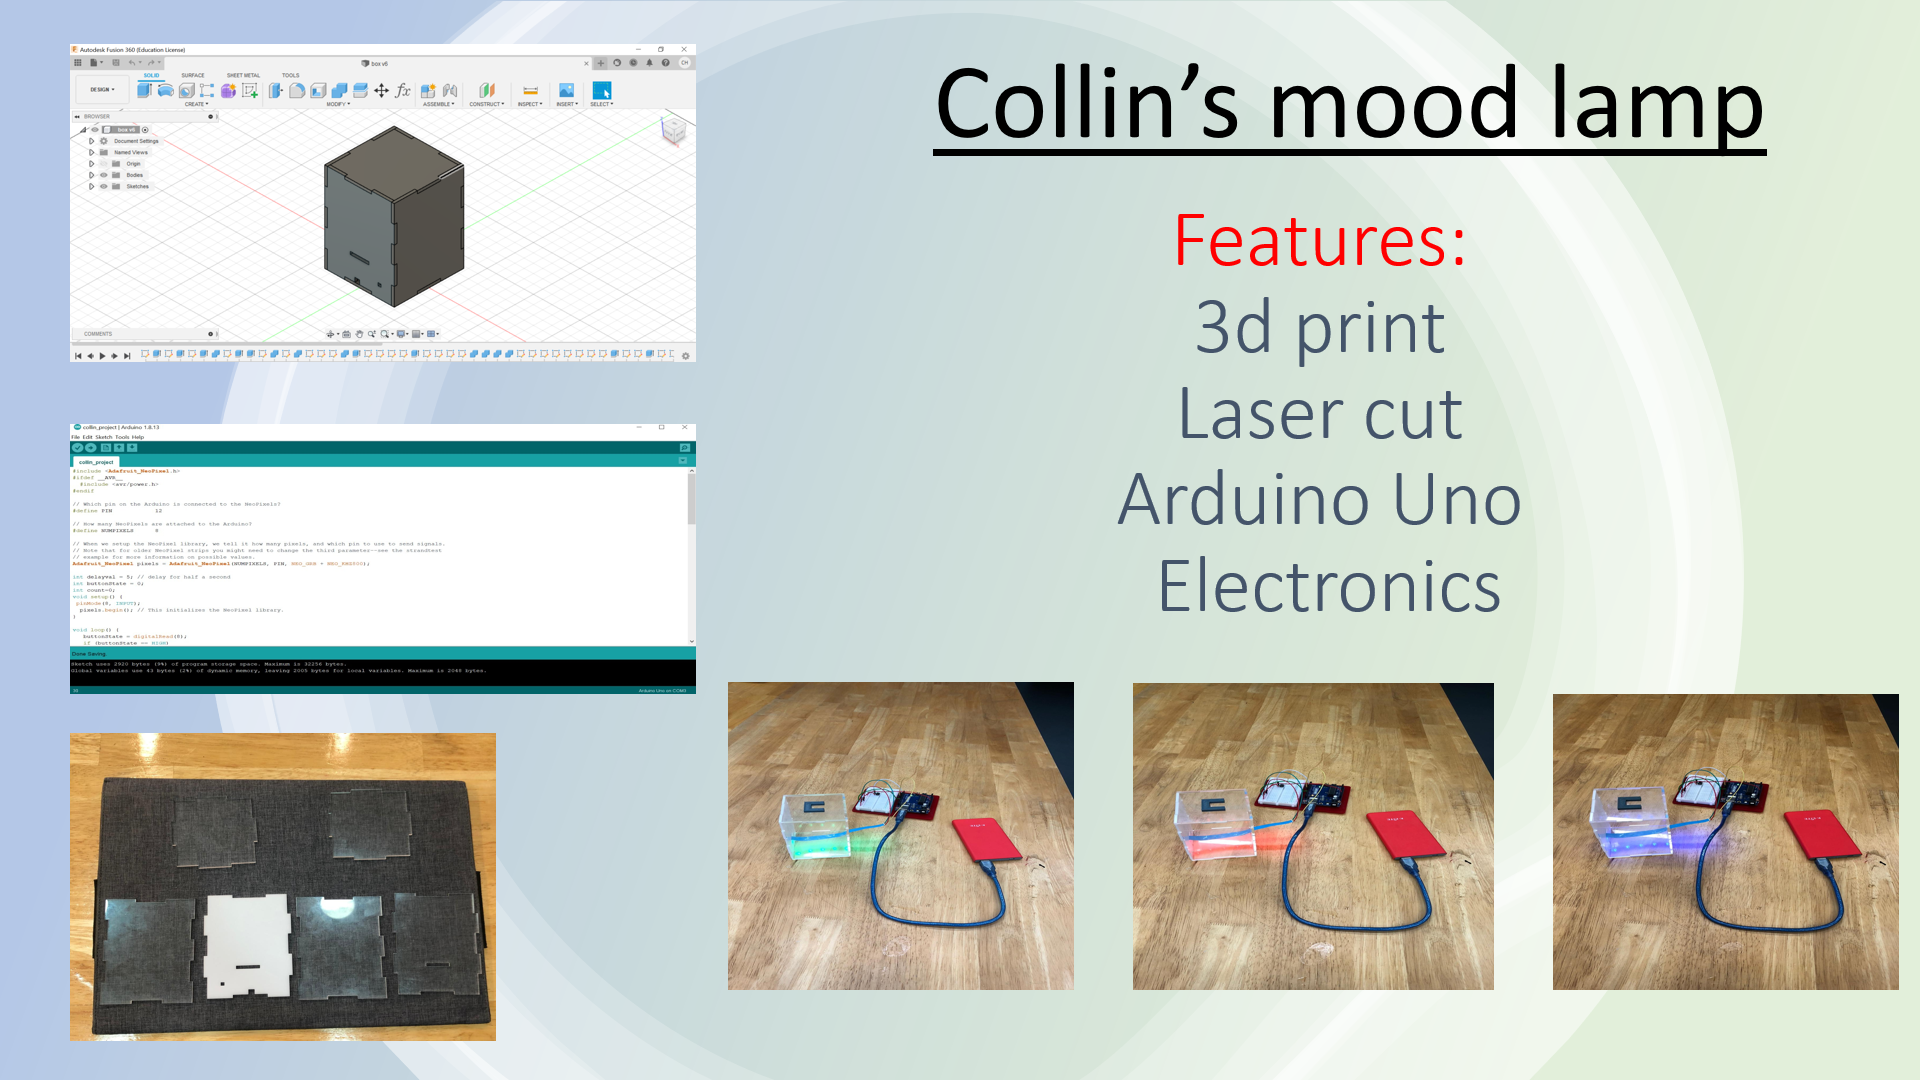 Collin's mood lamp
Features:
3d print
Laser cut
Arduino Uno
Electronics
Autodesk Fusion 360 (Education License)
box v6
CH
SOLID SURFACE SHEET METAL TOOLS
DESIGN
CREATE MODIFY ASSEMBLE CONSTRUCT INSPECT INSERT SELECT
BROWSER
box v6
Document Settings
Named Views
Origin
Bodies
Sketches
COMMENTS
collin_project | Arduino 1.8.13
File Edit Sketch Tools Help
collin_project
#include <Adafruit_NeoPixel.h>
#ifdef __AVR__
#include <avr/power.h>
#endif
// Which pin on the Arduino is connected to the NeoPixels?
#define PIN 12
// How many NeoPixels are attached to the Arduino?
#define NUMPIXELS 8
// When we setup the NeoPixel library, we tell it how many pixels, and which pin to use to send signals.
// Note that for older NeoPixel strips you might need to change the third parameter--see the strandtest
// example for more information on possible values.
Adafruit_NeoPixel pixels = Adafruit_NeoPixel(NUMPIXELS, PIN, NEO_GRB + NEO_KHZ800);
int delayval = 5; // delay for half a second
int buttonState = 0;
int count=0;
void setup() {
pinMode(8, INPUT);
pixels.begin(); // This initializes the NeoPixel library.
}
void loop() {
buttonState = digitalRead(8);
if (buttonState == HIGH)
Done Saving.
Sketch uses 2920 bytes (9%) of program storage space. Maximum is 32256 bytes.
Global variables use 43 bytes (2%) of dynamic memory, leaving 2005 bytes for local variables. Maximum is 2048 bytes.